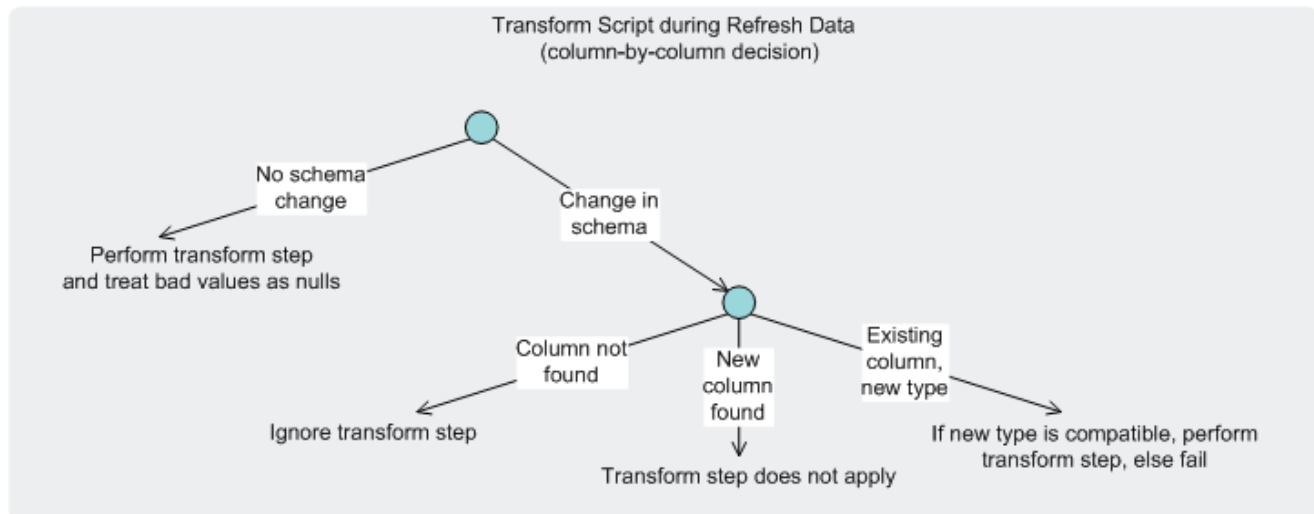 Transform Script during Refresh Data
(column-by-column decision)
No schema
change
Change in
schema
Perform transform step
and treat bad values as nulls
Column not
found
New
column
found
Existing
column,
new type
Ignore transform step
Transform step does not apply
If new type is compatible, perform
transform step, else fail